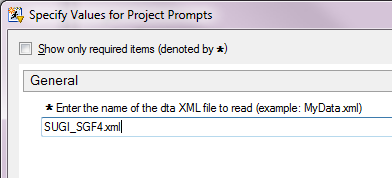 Specify Values for Project Prompts
Show only required items (denoted by *)
General
* Enter the name of the dta XML file to read (example: MyData.xml)
SUGI_SGF4.xml